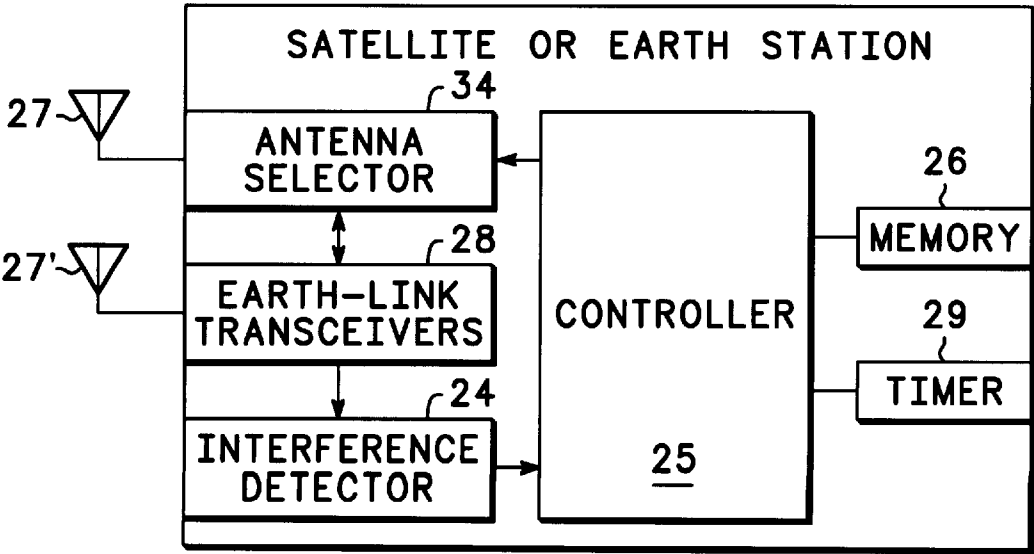 SATELLITE OR EARTH STATION
27
34
ANTENNA
SELECTOR
27'
28
EARTH-LINK
TRANSCEIVERS
24
INTERFERENCE
DETECTOR
CONTROLLER
25
26
MEMORY
29
TIMER